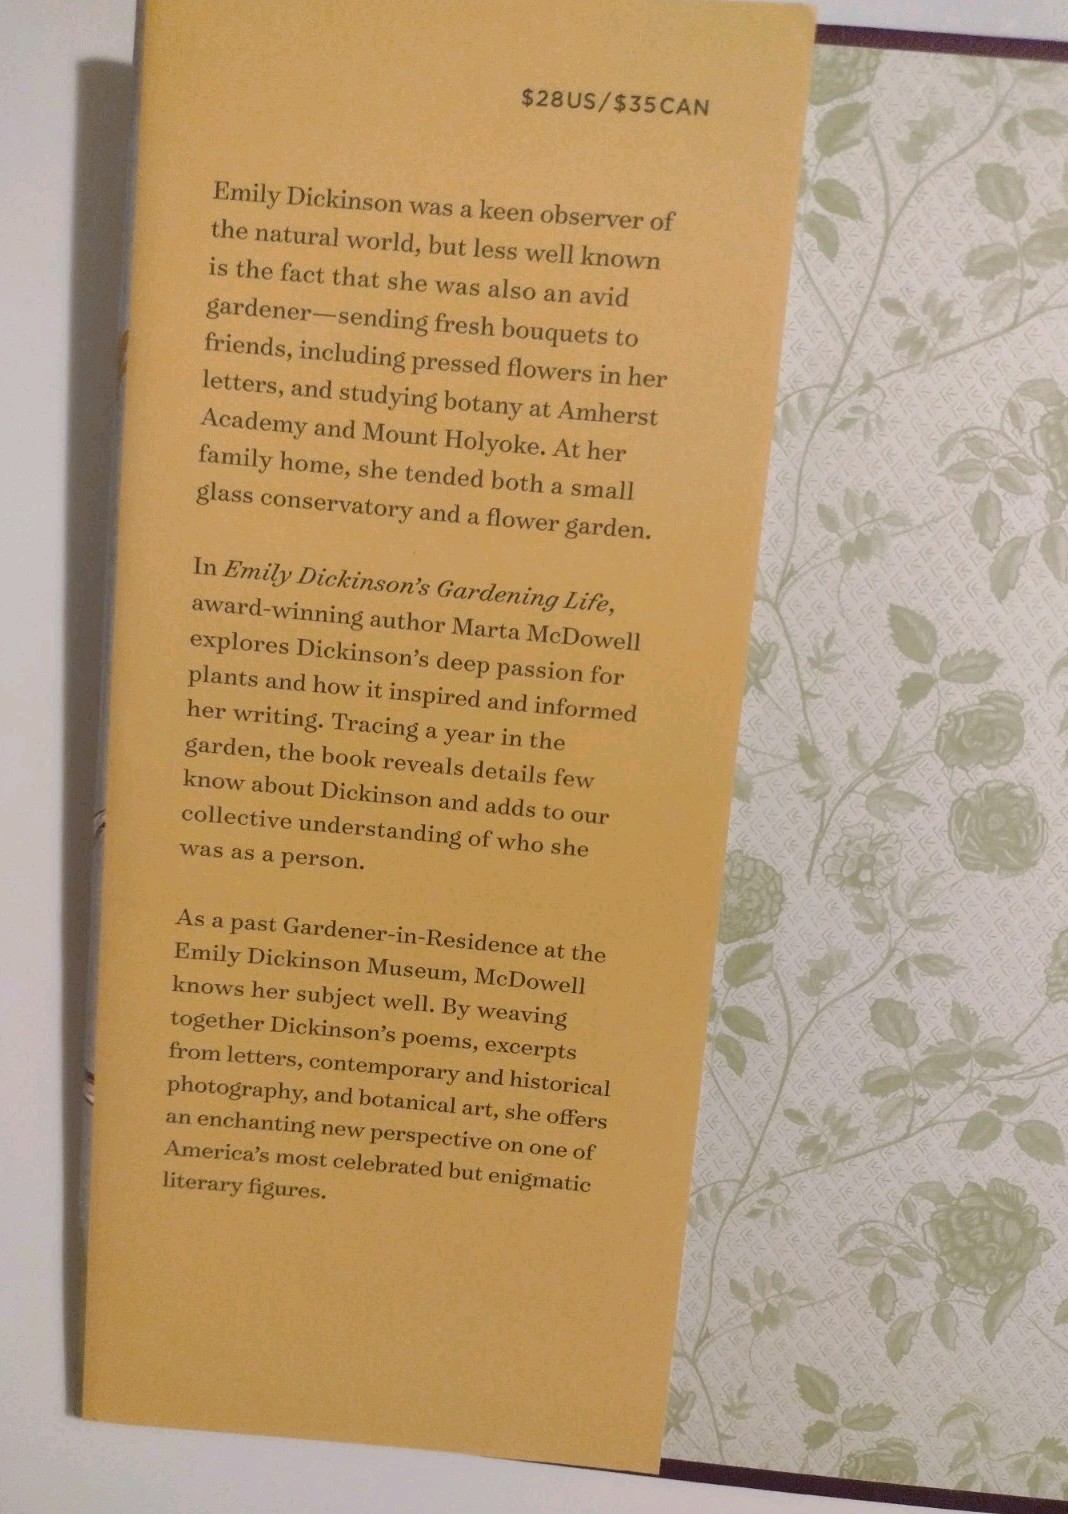 $28US/$35CAN
Emily Dickinson was a keen observer of
the natural world, but less well known
is the fact that she was also an avid
gardener—sending fresh bouquets to
friends, including pressed flowers in her
letters, and studying botany at Amherst
Academy and Mount Holyoke. At her
family home, she tended both a small
glass conservatory and a flower garden.
In Emily Dickinson's Gardening Life,
award-winning author Marta McDowell
explores Dickinson's deep passion for
plants and how it inspired and informed
her writing. Tracing a year in the
garden, the book reveals details few
know about Dickinson and adds to our
collective understanding of who she
was as a person.
As a past Gardener-in-Residence at the
Emily Dickinson Museum, McDowell
knows her subject well. By weaving
together Dickinson's poems, excerpts
from letters, contemporary and historical
photography, and botanical art, she offers
an enchanting new perspective on one of
America's most celebrated but enigmatic
literary figures.